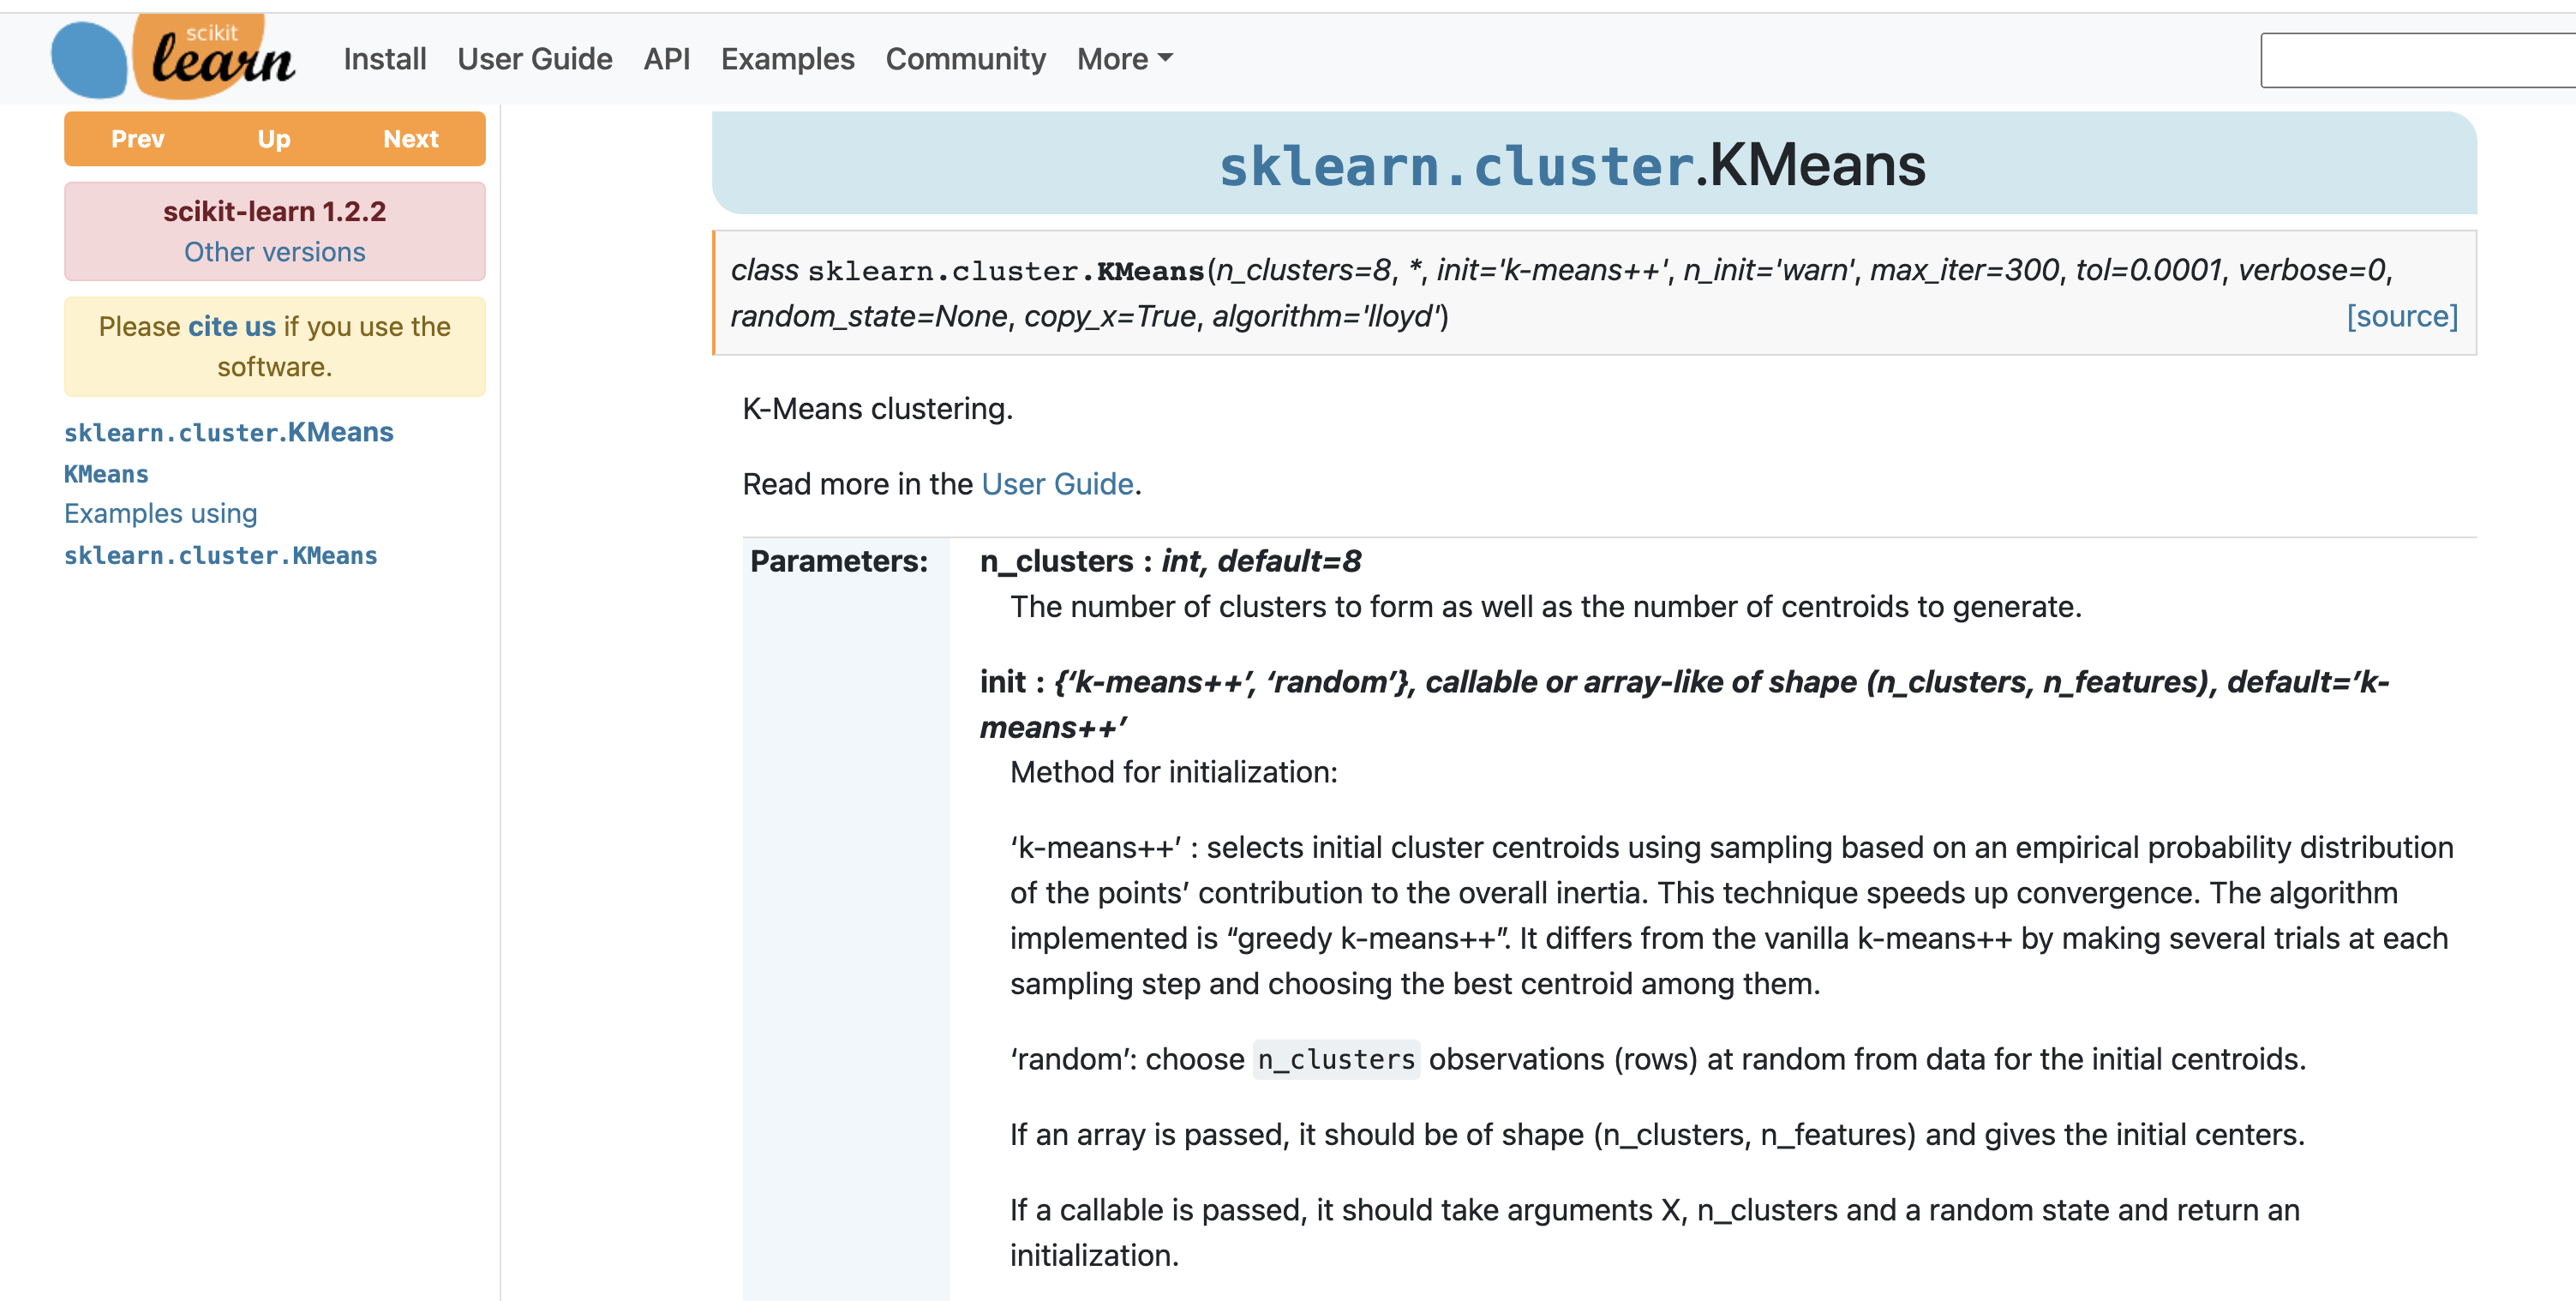 scikit
learn
Install User Guide API Examples Community More
Prev Up Next
scikit-learn 1.2.2
Other versions
Please cite us if you use the
software.
sklearn.cluster.KMeans
KMeans
Examples using
sklearn.cluster.KMeans
sklearn.cluster.KMeans
class sklearn.cluster.KMeans(n_clusters=8, *, init='k-means++', n_init='warn', max_iter=300, tol=0.0001, verbose=0,
random_state=None, copy_x=True, algorithm='lloyd') [source]
K-Means clustering.
Read more in the User Guide.
Parameters:
n_clusters : int, default=8
The number of clusters to form as well as the number of centroids to generate.
init : {‘k-means++’, ‘random’}, callable or array-like of shape (n_clusters, n_features), default=’k-
means++’
Method for initialization:
‘k-means++’ : selects initial cluster centroids using sampling based on an empirical probability distribution
of the points’ contribution to the overall inertia. This technique speeds up convergence. The algorithm
implemented is “greedy k-means++”. It differs from the vanilla k-means++ by making several trials at each
sampling step and choosing the best centroid among them.
‘random’: choose n_clusters observations (rows) at random from data for the initial centroids.
If an array is passed, it should be of shape (n_clusters, n_features) and gives the initial centers.
If a callable is passed, it should take arguments X, n_clusters and a random state and return an
initialization.